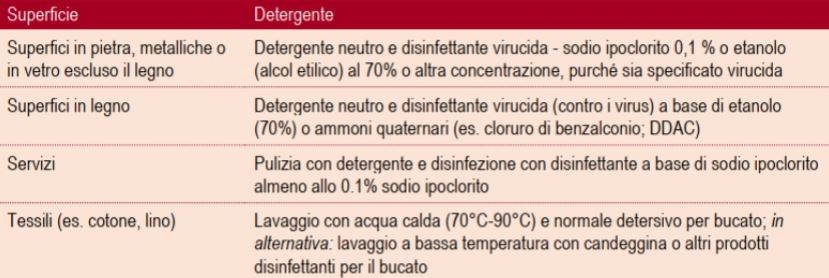 Superficie Detergente
Superfici in pietra, metalliche o Detergente neutro e disinfettante virucida - sodio ipoclorito 0,1 % o etanolo
in vetro escluso il legno (alcol etilico) al 70% o altra concentrazione, purché sia specificato virucida
Superfici in legno Detergente neutro e disinfettante virucida (contro i virus) a base di etanolo
(70%) o ammoni quaternari (es. cloruro di benzalconio; DDAC)
Servizi Pulizia con detergente e disinfezione con disinfettante a base di sodio ipoclorito
almeno allo 0.1% sodio ipoclorito
Tessili (es. cotone, lino) Lavaggio con acqua calda (70°C-90°C) e normale detersivo per bucato; in
alternativa: lavaggio a bassa temperatura con candeggina o altri prodotti
disinfettanti per il bucato